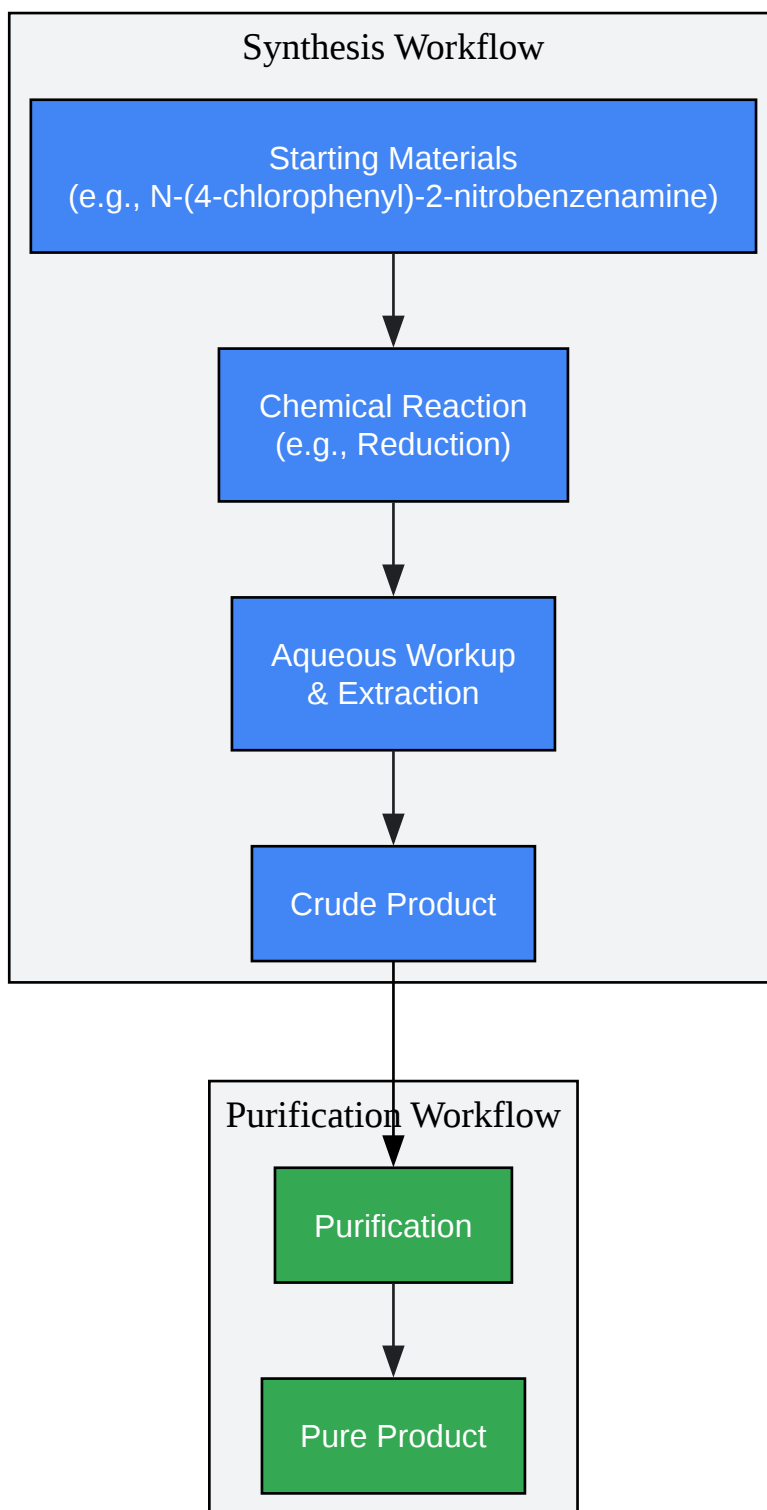 Synthesis Workflow
Starting Materials
(e.g., N-(4-chlorophenyl)-2-nitrobenzenamine)
Chemical Reaction
(e.g., Reduction)
Aqueous Workup
& Extraction
Crude Product
Purification Workflow
Purification
Pure Product